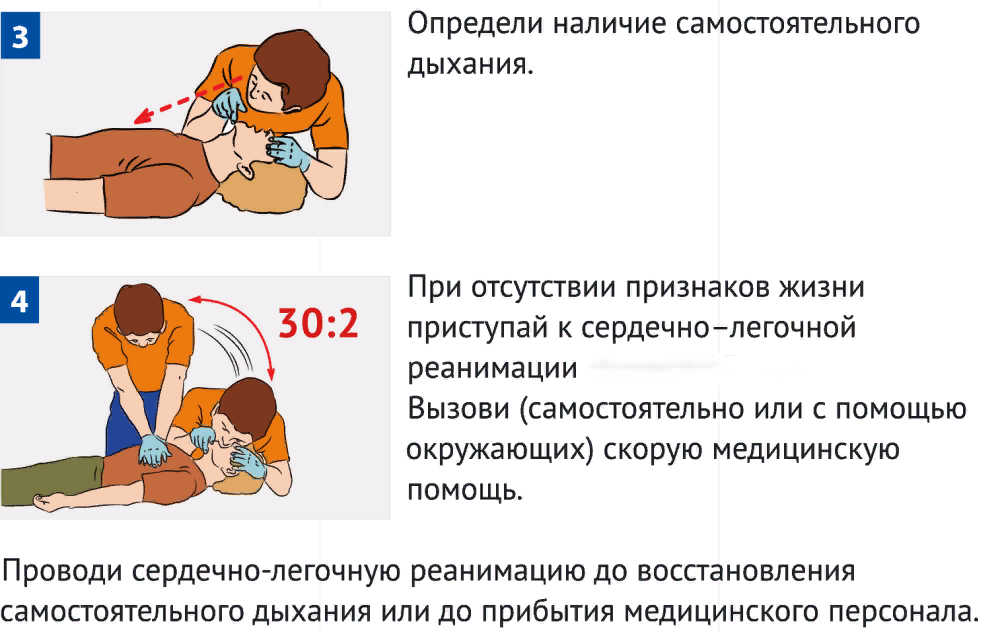 3
Определи наличие самостоятельного
дыхания.
4
30:2
При отсутствии признаков жизни
приступай к сердечно–легочной
реанимации
Вызови (самостоятельно или с помощью
окружающих) скорую медицинскую
помощь.
Проводи сердечно-легочную реанимацию до восстановления
самостоятельного дыхания или до прибытия медицинского персонала.